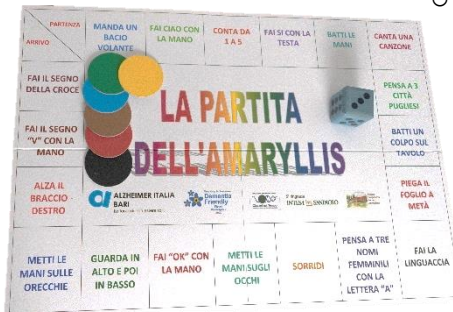 PARTENZA
ARRIVO
MANDA UN
BACIO
VOLANTE
FAI CIAO CON
LA MANO
CONTA DA
1 A 5
FAI SI CON LA
TESTA
BATTI LE
MANI
CANTA UNA
CANZONE
FAI IL SEGNO
DELLA CROCE
PENSA A 3
CITTÀ
PUGLIESI
LA PARTITA
DELL'AMARYLLIS
FAI IL SEGNO
"V" CON LA
MANO
BATTI UN
COLPO SUL
TAVOLO
ALZA IL
BRACCIO
DESTRO
ALZHEIMER ITALIA
BARI
Dementia
Friendly
INTESA SANPAOLO
PIEGA IL
FOGLIO A
METÀ
METTI LE
MANI SULLE
ORECCHIE
GUARDA IN
ALTO E POI
IN BASSO
FAI "OK" CON
LA MANO
METTI LE
MANI SUGLI
OCCHI
SORRIDI
PENSA A TRE
NOMI
FEMMINILI
CON LA
LETTERA "A"
FAI LA
LINGUACCIA